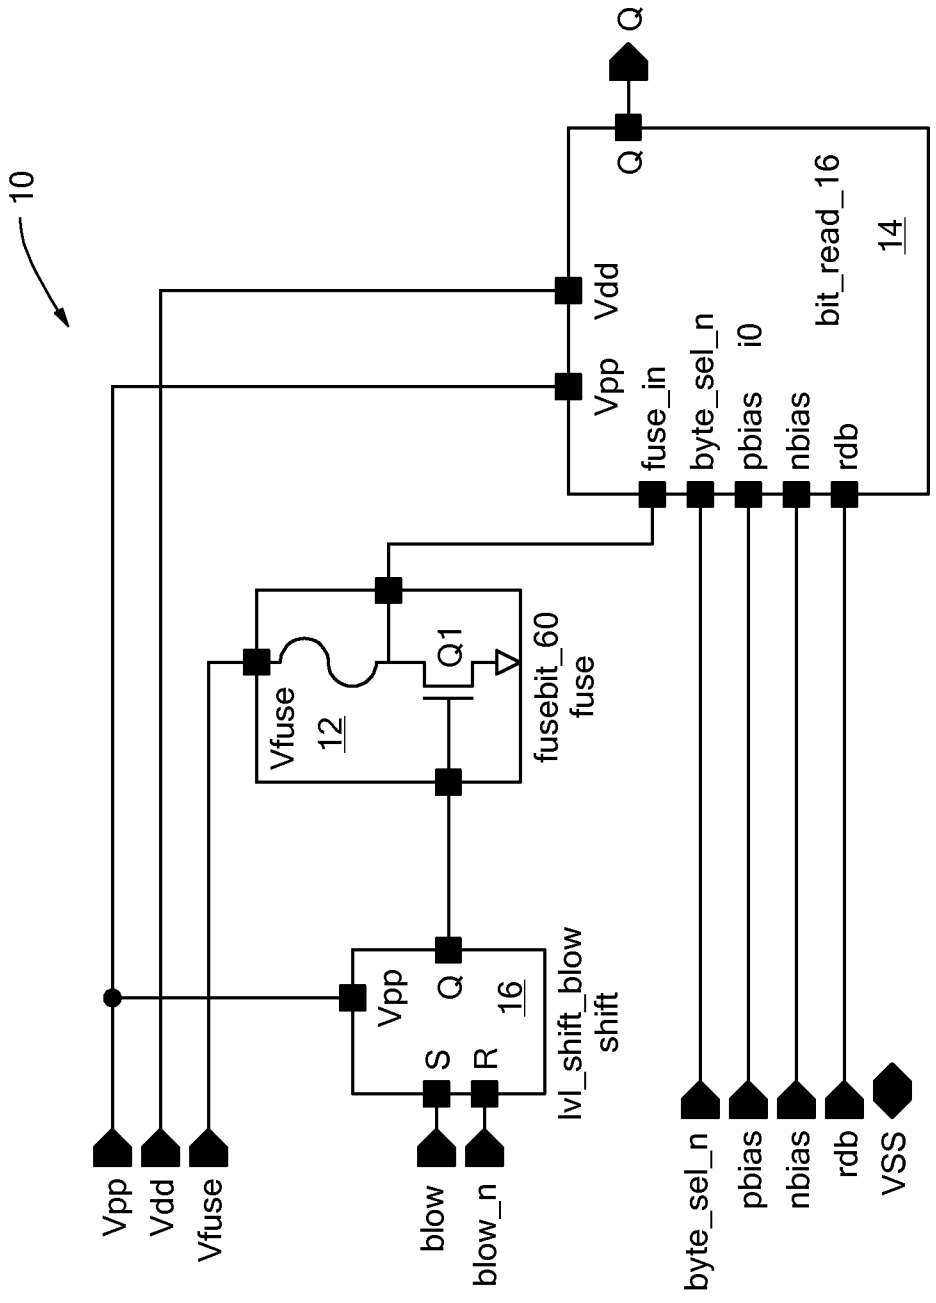 10
Vpp
Vdd
Vfuse
blow
blow_n
S
R
Vpp
Q
16
lvl_shift_blow
shift
Vfuse
12
Q1
fusebit_60
fuse
Vpp
Vdd
Q
Q
fuse_in
byte_sel_n
pbias
i0
nbias
rdb
bit_read_16
14
byte_sel_n
pbias
nbias
rdb
VSS